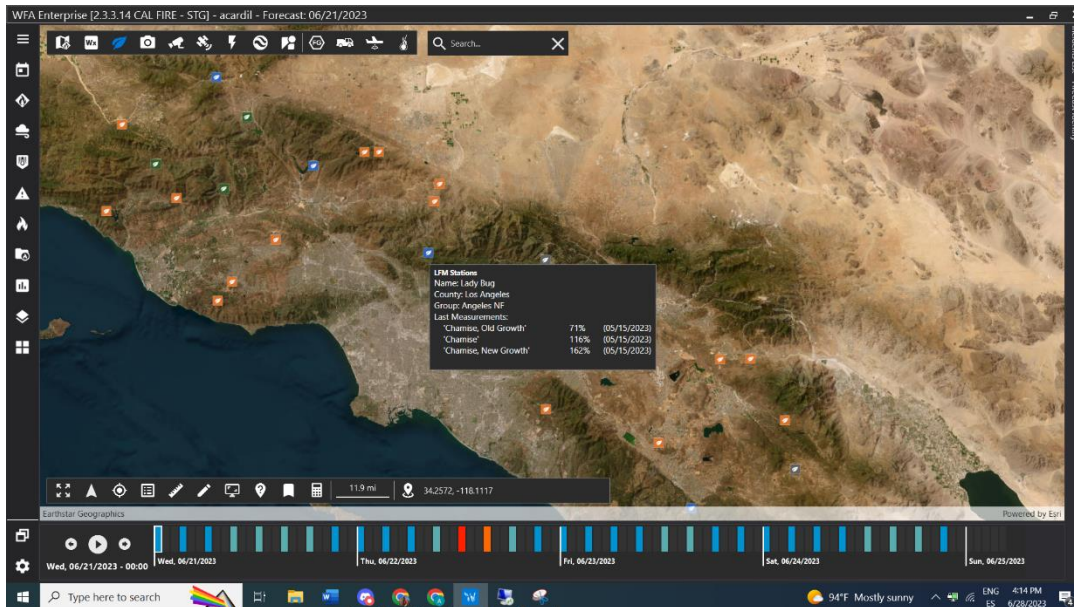 WFA Enterprise [2.3.3.14 CAL FIRE - STG] - acardil - Forecast: 06/21/2023
Wx
FG
Search...
LFM Stations
Name: Lady Bug
County: Los Angeles
Group: Angeles NF
Last Measurements:
'Chamise, Old Growth' 71% (05/15/2023)
'Chamise' 116% (05/15/2023)
'Chamise, New Growth' 162% (05/15/2023)
11.9 mi
34.2572, -118.1117
Earthstar Geographics
Powered by Esri
Wed, 06/21/2023 - 00:00
Wed, 06/21/2023
Thu, 06/22/2023
Fri, 06/23/2023
Sat, 06/24/2023
Sun, 06/25/2023
Type here to search
94°F Mostly sunny
ENG
ES
4:14 PM
6/28/2023